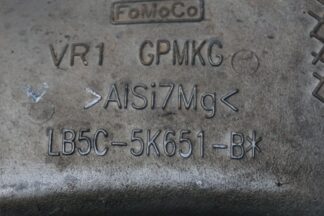 FoMoCo
VR1 GPMKG
>AlSi7Mg<
LB5C-5K651-B*